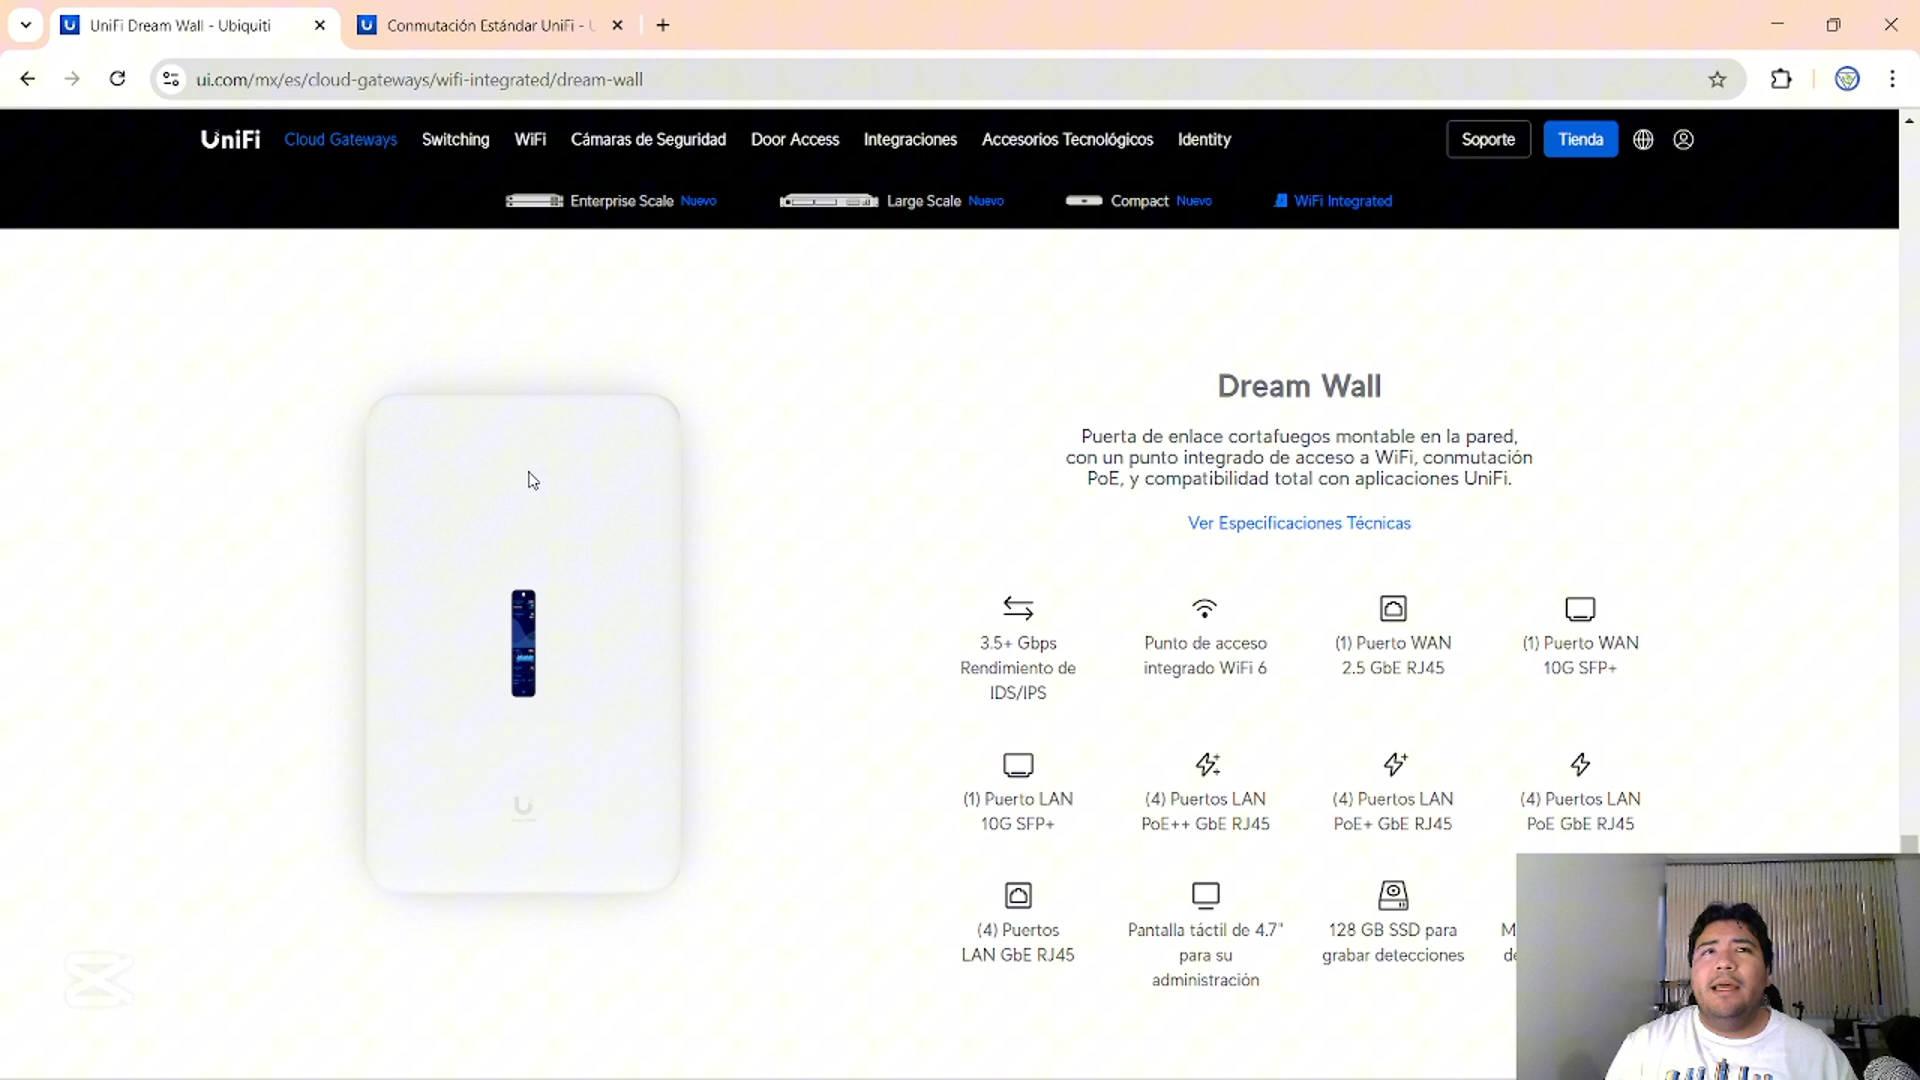 UniFi Dream Wall - Ubiquiti
Conmutación Estándar UniFi -
ui.com/mx/es/cloud-gateways/wifi-integrated/dream-wall
UniFi Cloud Gateways Switching WiFi Cámaras de Seguridad Door Access Integraciones Accesorios Tecnológicos Identity Soporte Tienda
Enterprise Scale Nuevo Large Scale Nuevo Compact Nuevo WiFi Integrated
Dream Wall
Puerta de enlace cortafuegos montable en la pared,
con un punto integrado de acceso a WiFi, conmutación
PoE, y compatibilidad total con aplicaciones UniFi.
Ver Especificaciones Técnicas
3.5+ Gbps
Rendimiento de
IDS/IPS
Punto de acceso
integrado WiFi 6
(1) Puerto WAN
2.5 GbE RJ45
(1) Puerto WAN
10G SFP+
(1) Puerto LAN
10G SFP+
(4) Puertos LAN
PoE++ GbE RJ45
(4) Puertos LAN
PoE+ GbE RJ45
(4) Puertos LAN
PoE GbE RJ45
(4) Puertos
LAN GbE RJ45
Pantalla táctil de 4.7"
para su
administración
128 GB SSD para
grabar detecciones